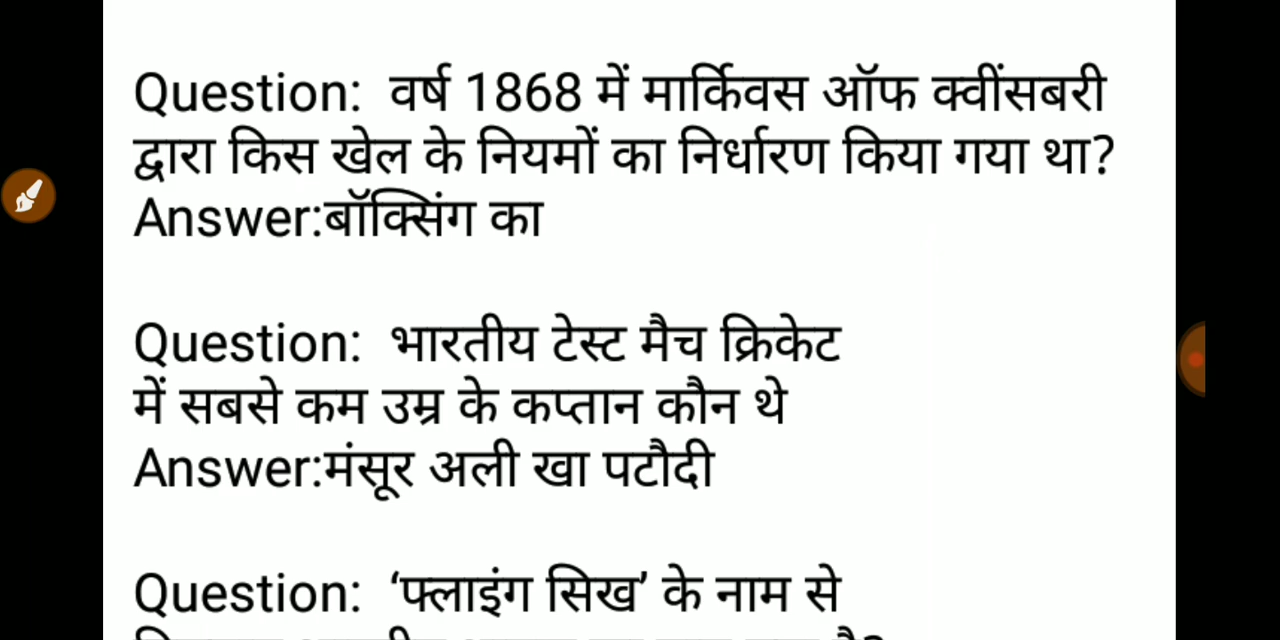 Question: वर्ष 1868 में मार्किवस ऑफ क्वींसबरी
द्वारा किस खेल के नियमों का निर्धारण किया गया था?
Answer:बॉक्सिंग का
Question: भारतीय टेस्ट मैच क्रिकेट
में सबसे कम उम्र के कप्तान कौन थे
Answer:मंसूर अली खा पटौदी
Question: ‘फ्लाइंग सिख’ के नाम से